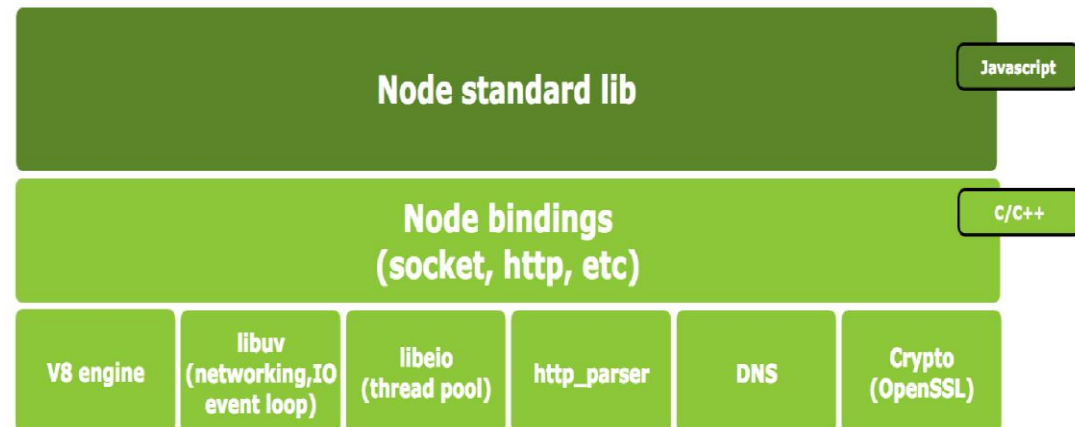 Node standard lib
Javascript
Node bindings
(socket, http, etc)
C/C++
V8 engine
libuv
(networking,IO
event loop)
libeio
(thread pool)
http_parser
DNS
Crypto
(OpenSSL)